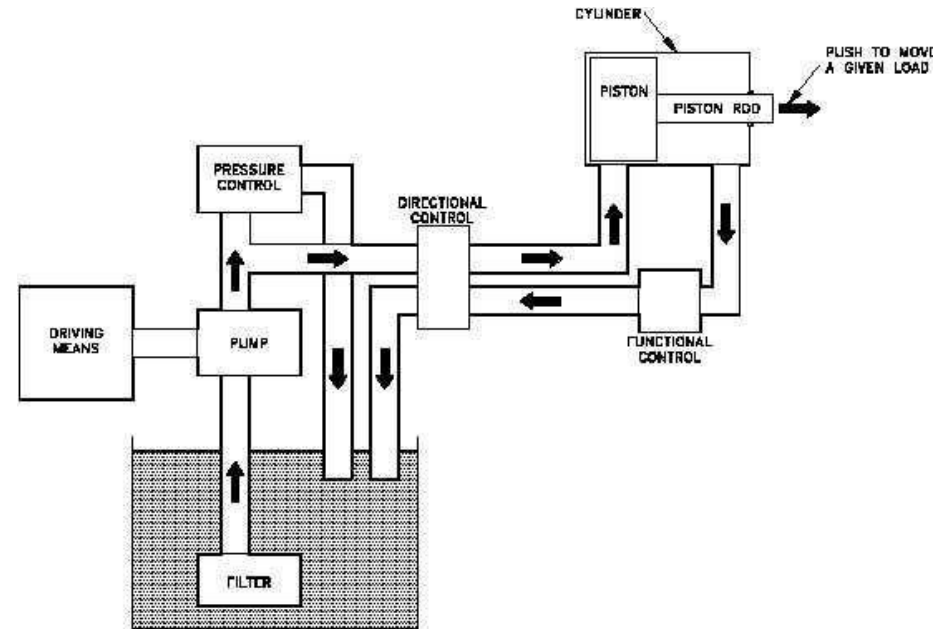 CYLINDER
PUSH TO MOVE
A GIVEN LOAD
PISTON
PISTON ROD
PRESSURE
CONTROL
DIRECTIONAL
CONTROL
DRIVING
MEANS
PUMP
FUNCTIONAL
CONTROL
FILTER